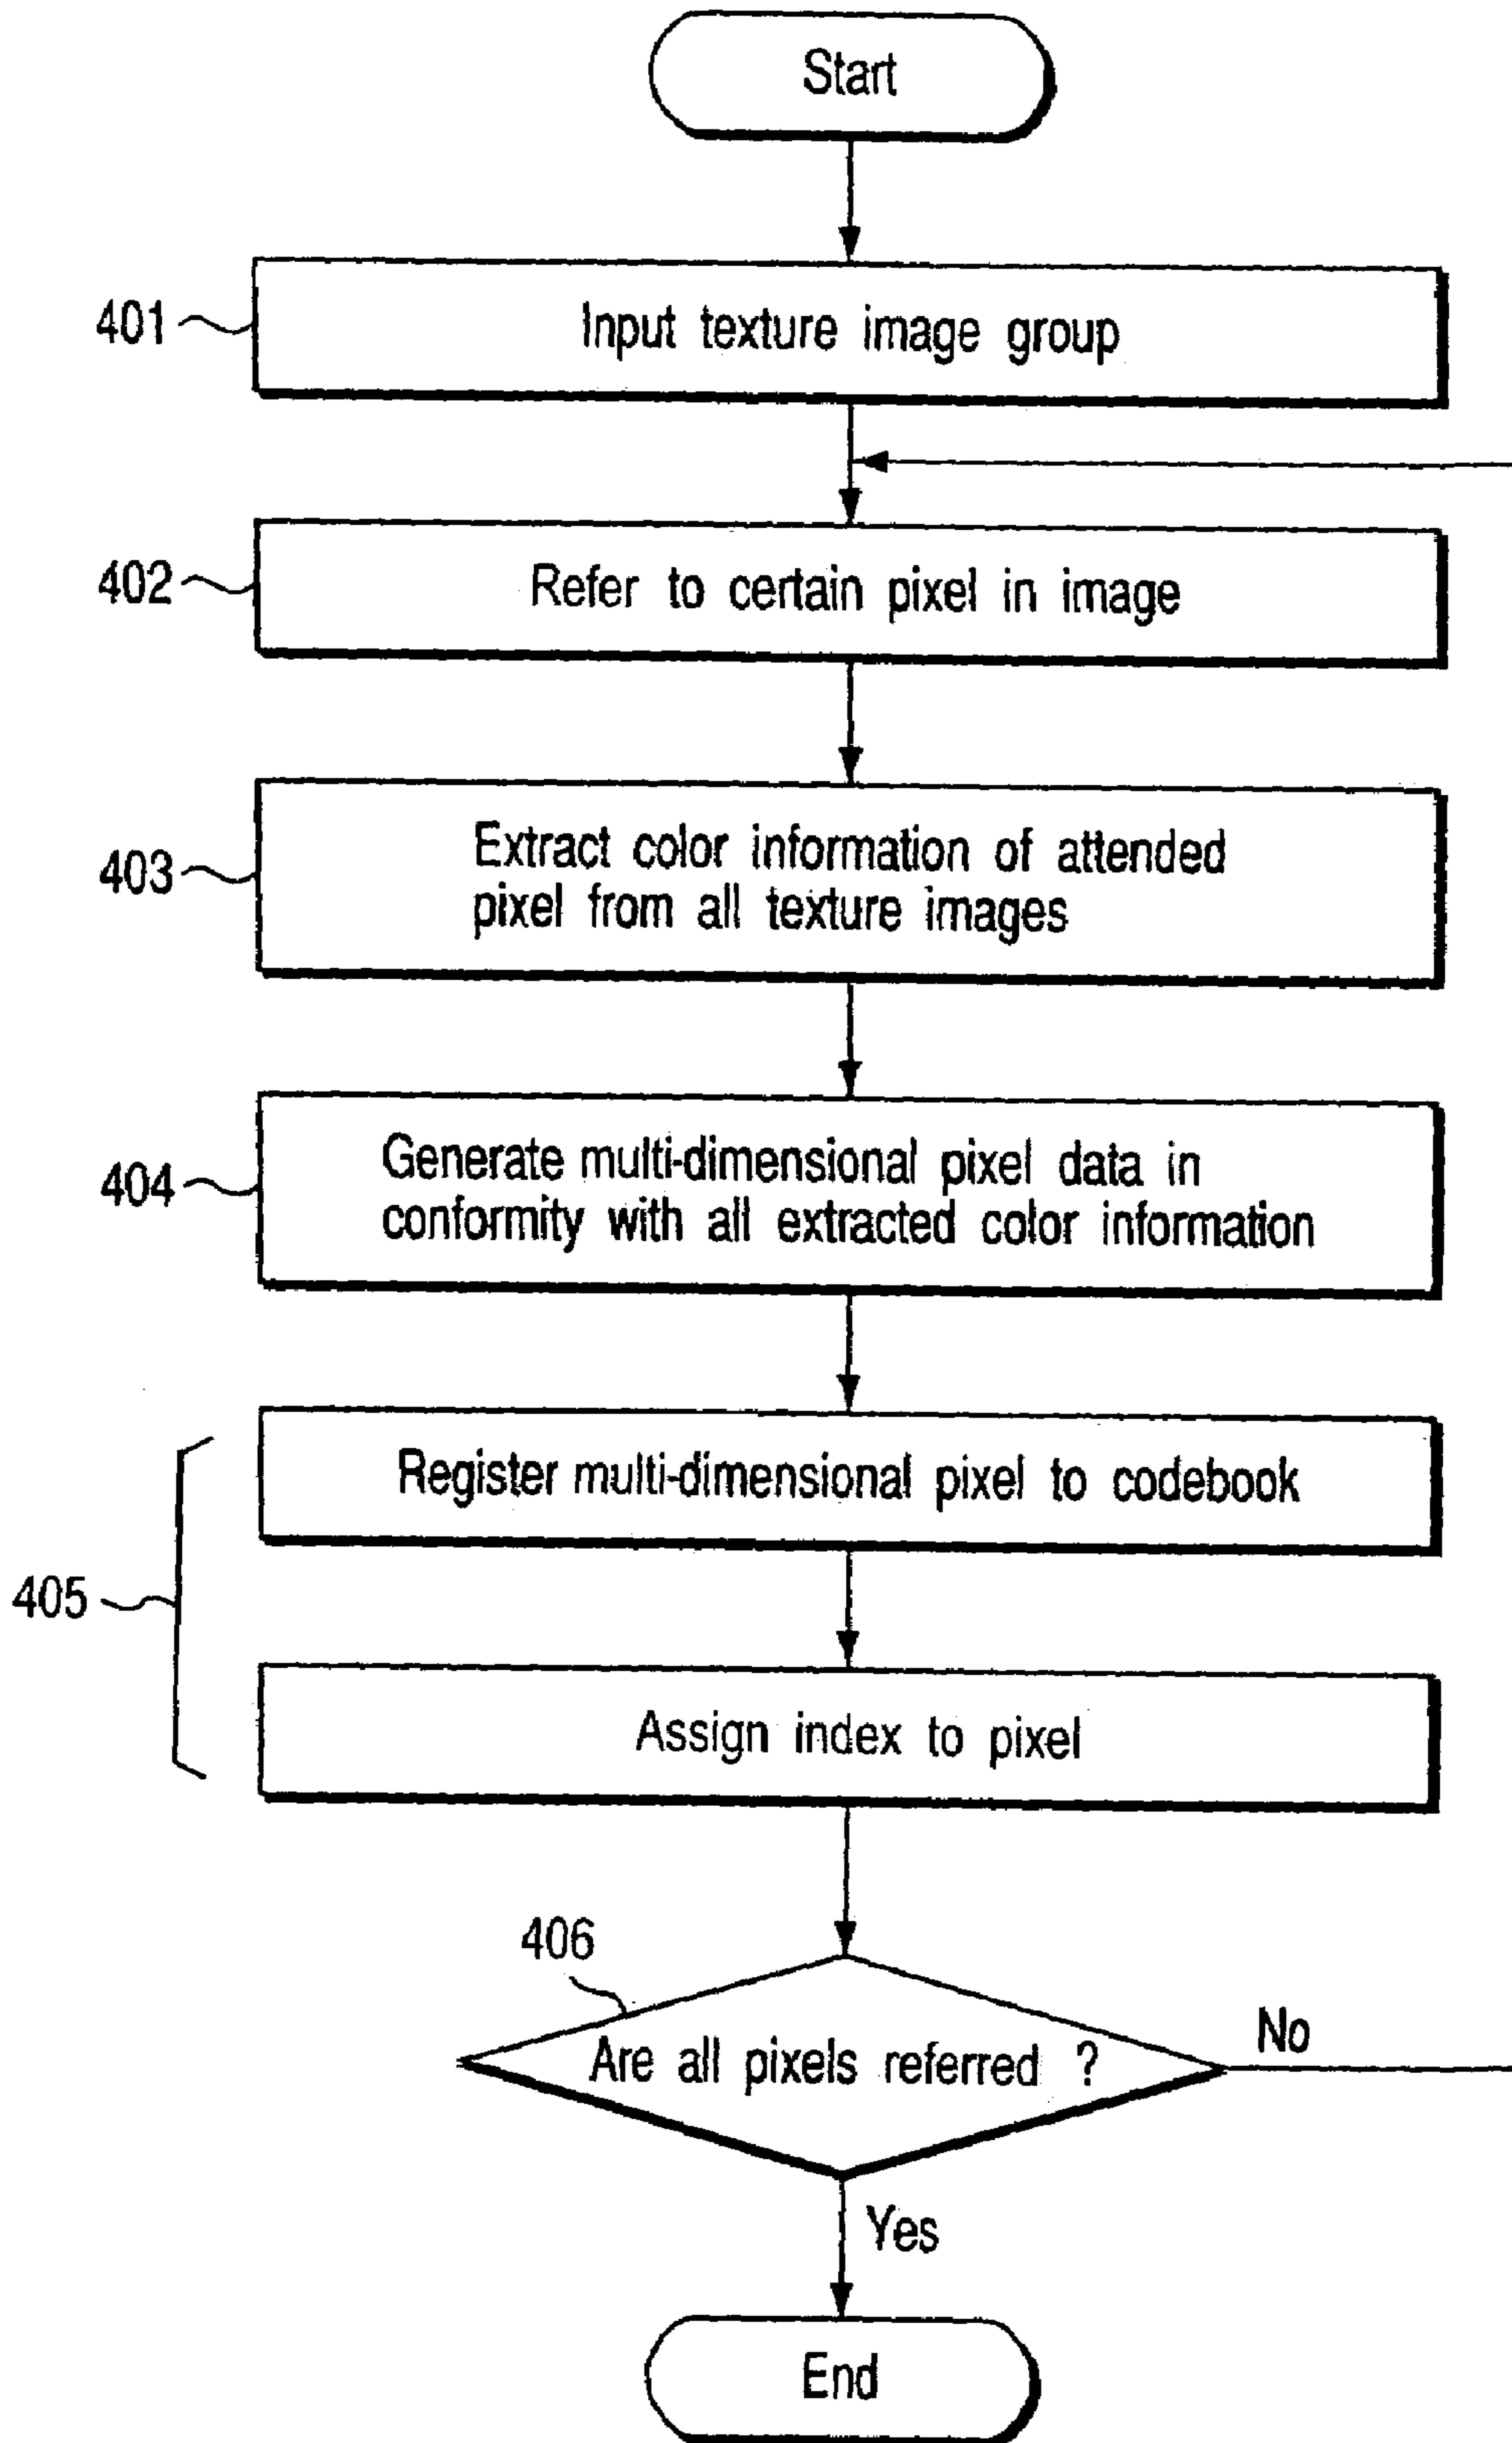 Start
401
Input texture image group
402
Refer to certain pixel in image
403
Extract color information of attended
pixel from all texture images
404
Generate multi-dimensional pixel data in
conformity with all extracted color information
Register multi-dimensional pixel to codebook
405
Assign index to pixel
406
Are all pixels referred ?
No
Yes
End